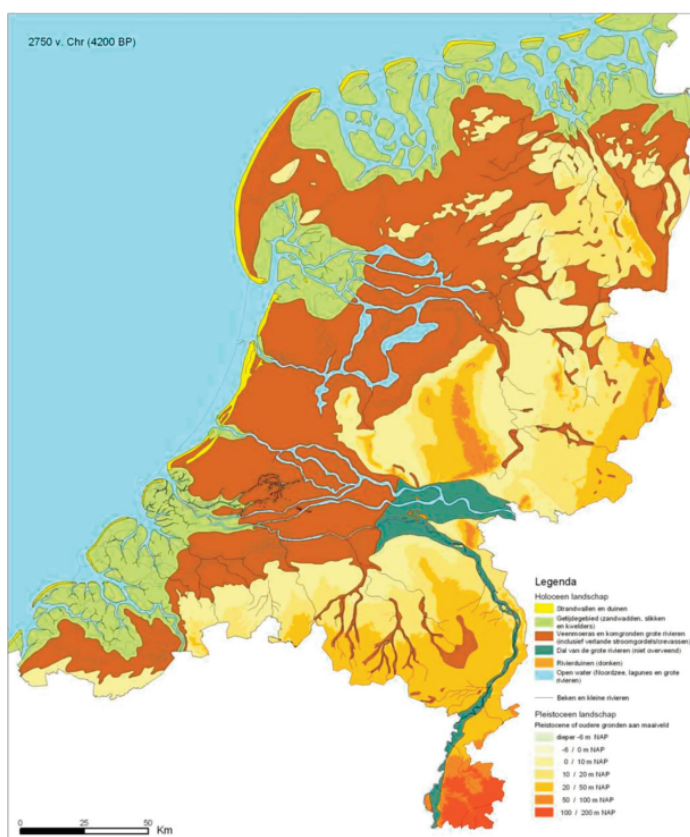 2750 v. Chr (4200 BP)
Legenda
Holoceen landschap
Strandwallen en duinen
Getijdegebied (zandwadden, slikken
en kwelders)
Veenmoeras en komgronden grote rivieren
(inclusief verlande stroomgordels/crevassen)
Dal van de grote rivieren (niet overveend)
Rivierduinen (donken)
Open water (Noordzee, lagunes en grote
rivieren)
Beken en kleine rivieren
Pleistoceen landschap
Pleistocene of oudere gronden aan maaiveld
dieper -6 m NAP
-6 / 0 m NAP
0 / 10 m NAP
10 / 20 m NAP
20 / 50 m NAP
50 / 100 m NAP
100 / 200 m NAP
0 25 50
Km